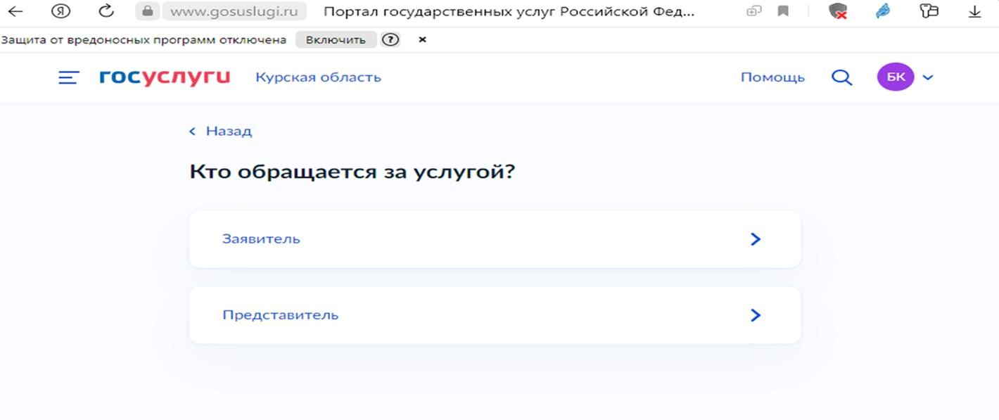 Я www.gosuslugi.ru Портал государственных услуг Российской Фед...
Защита от вредоносных программ отключена Включить ? ×
госуслуги Курская область Помощь БК
Назад
Кто обращается за услугой?
Заявитель
Представитель